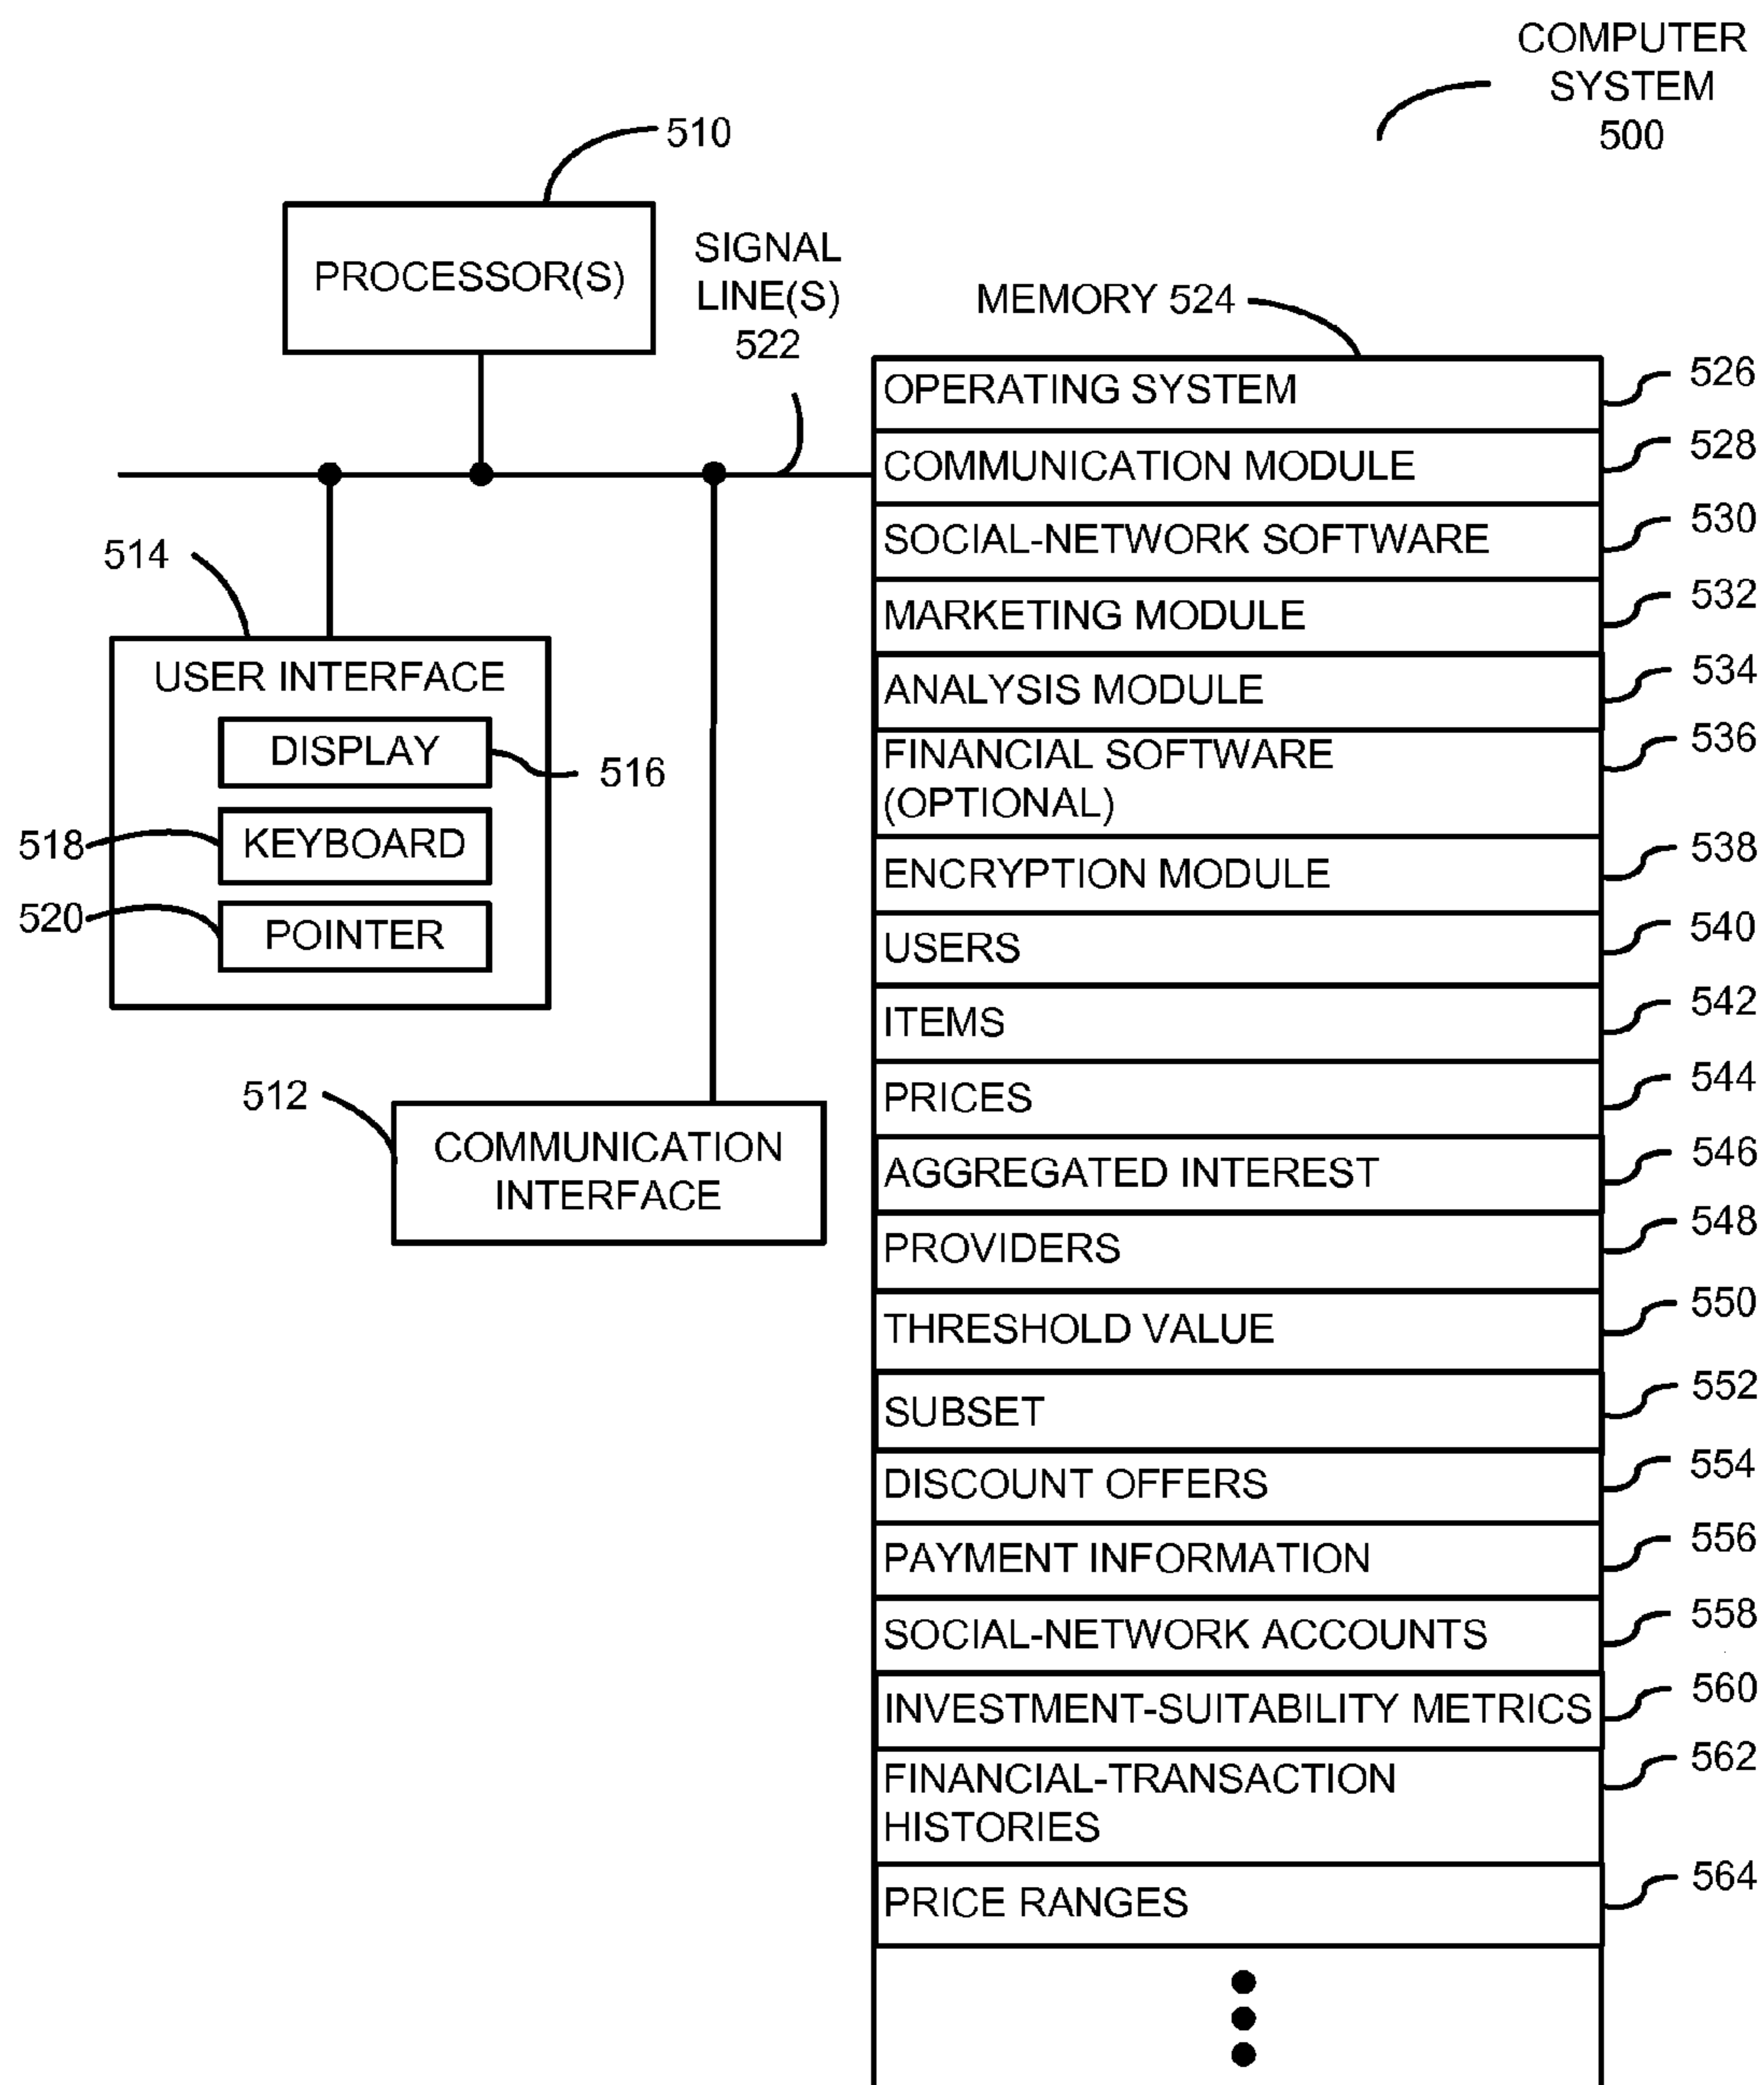 COMPUTER
SYSTEM
500
510
PROCESSOR(S)
SIGNAL
LINE(S)
522
MEMORY 524
514
USER INTERFACE
DISPLAY
516
518
KEYBOARD
520
POINTER
512
COMMUNICATION
INTERFACE
OPERATING SYSTEM
526
COMMUNICATION MODULE
528
SOCIAL-NETWORK SOFTWARE
530
MARKETING MODULE
532
ANALYSIS MODULE
534
FINANCIAL SOFTWARE
(OPTIONAL)
536
ENCRYPTION MODULE
538
USERS
540
ITEMS
542
PRICES
544
AGGREGATED INTEREST
546
PROVIDERS
548
THRESHOLD VALUE
550
SUBSET
552
DISCOUNT OFFERS
554
PAYMENT INFORMATION
556
SOCIAL-NETWORK ACCOUNTS
558
INVESTMENT-SUITABILITY METRICS
560
FINANCIAL-TRANSACTION
HISTORIES
562
PRICE RANGES
564